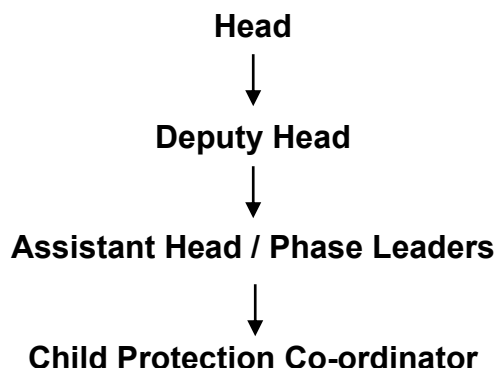 Head
Deputy Head
Assistant Head / Phase Leaders
Child Protection Co-ordinator